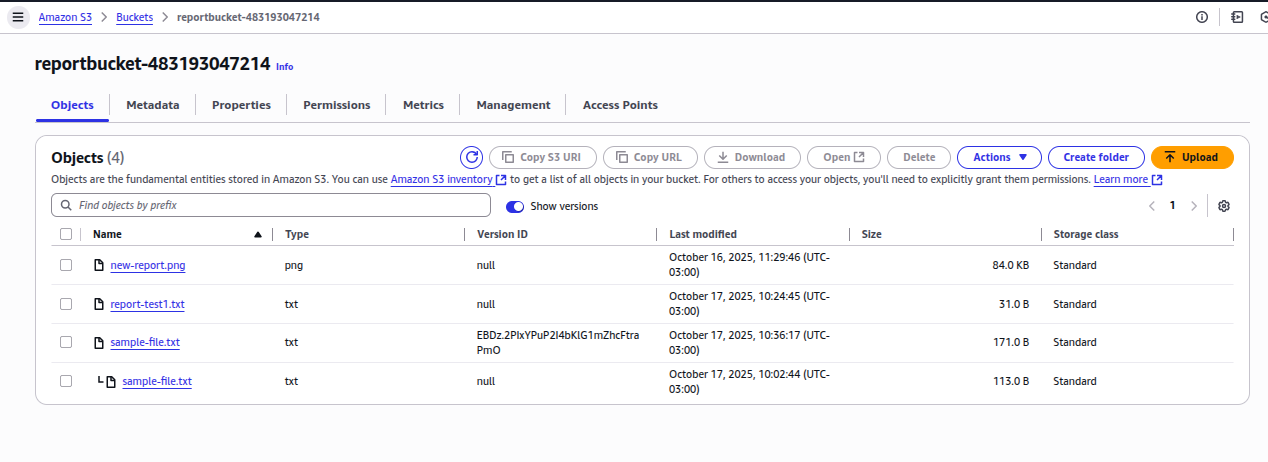 Amazon S3 > Buckets > reportbucket-483193047214
reportbucket-483193047214 Info
Objects Metadata Properties Permissions Metrics Management Access Points
Objects (4) Copy S3 URI Copy URL Download Open Delete Actions Create folder Upload
Objects are the fundamental entities stored in Amazon S3. You can use Amazon S3 inventory to get a list of all objects in your bucket. For others to access your objects, you'll need to explicitly grant them permissions. Learn more
Find objects by prefix Show versions 1
Name Type Version ID Last modified Size Storage class
new-report.png png null October 16, 2025, 11:29:46 (UTC-
03:00) 84.0 KB Standard
report-test1.txt txt null October 17, 2025, 10:24:45 (UTC-
03:00) 31.0 B Standard
sample-file.txt txt EBDz.2PIxYPuP2I4bKIG1mZhcFtra
PmO October 17, 2025, 10:36:17 (UTC-
03:00) 171.0 B Standard
sample-file.txt txt null October 17, 2025, 10:02:44 (UTC-
03:00) 113.0 B Standard